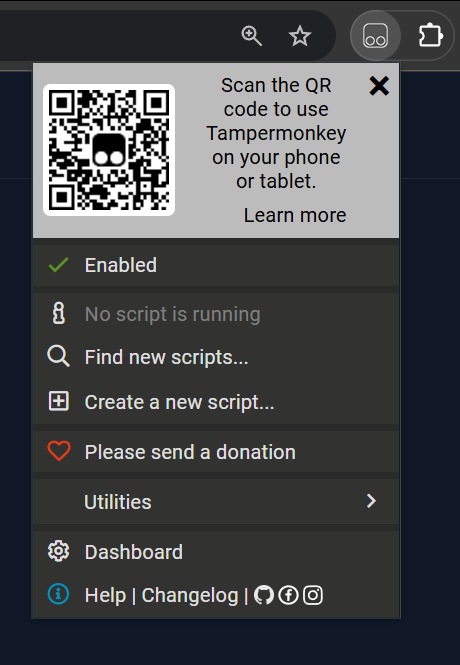 Scan the QR
code to use
Tampermonkey
on your phone
or tablet.
Learn more
Enabled
No script is running
Find new scripts...
Create a new script...
Please send a donation
Utilities
Dashboard
Help | Changelog |